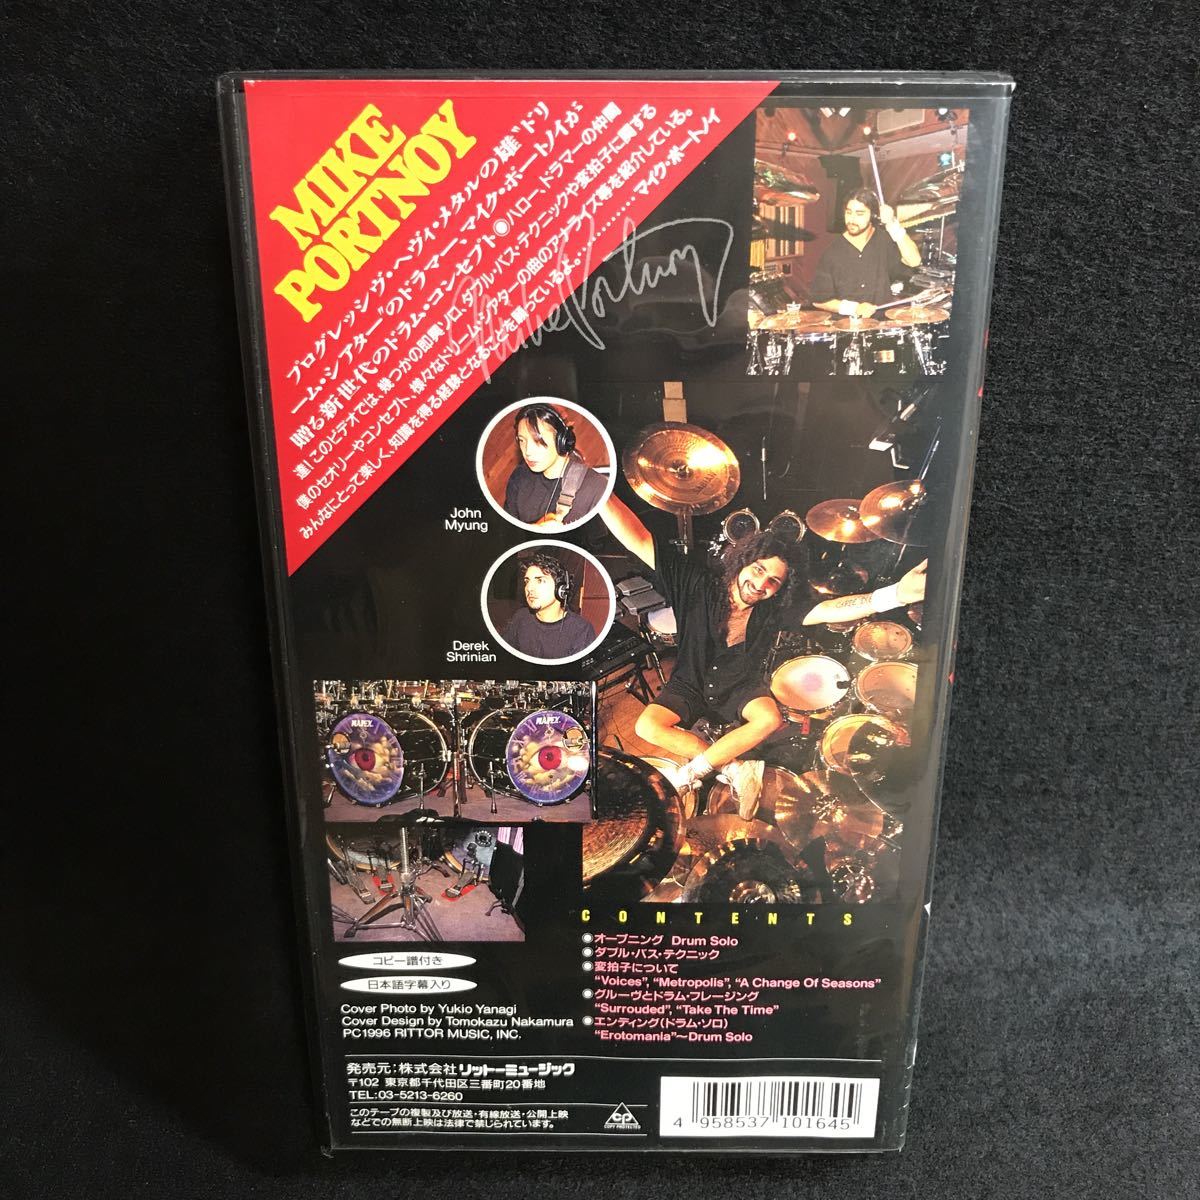 MIKE
PORTNOY
プログレッシヴ・ヘヴィ・メタルの雄“ドリ
ーム・シアター”のドラマー、マイク・ポートノイが
贈る新世代のドラム・コンセプト◉ハロー、ドラマーの仲間
達！このビデオでは、幾つかの即興ソロ、ダブル・バス・テクニックや変拍子に関する
僕のセオリーやコンセプト、様々なドリーム・シアターの曲のアナライズ等を紹介している。
みんなにとって楽しく、知識を得る経験となることを願っているよ。…………マイク・ポートノイ
Mike Portnoy
John
Myung
Derek
Shrinian
MAPEX
MAPEX
CARPE DIEM
CONTENTS
◉オープニング Drum Solo
◉ダブル・バス・テクニック
◉変拍子について
“Voices”, “Metropolis”, “A Change Of Seasons”
◉グルーヴとドラム・フレージング
“Surrouded”, “Take The Time”
◉エンディング（ドラム・ソロ）
“Erotomania”〜Drum Solo
コピー譜付き
日本語字幕入り
Cover Photo by Yukio Yanagi
Cover Design by Tomokazu Nakamura
PC1996 RITTOR MUSIC, INC.
発売元：株式会社リットーミュージック
〒102 東京都千代田区三番町20番地
TEL:03-5213-6260
このテープの複製及び放送・有線放送・公開上映
などでの無断上映は法律で禁じられています。
CP
COPY PROTECTED
4 958537 101645